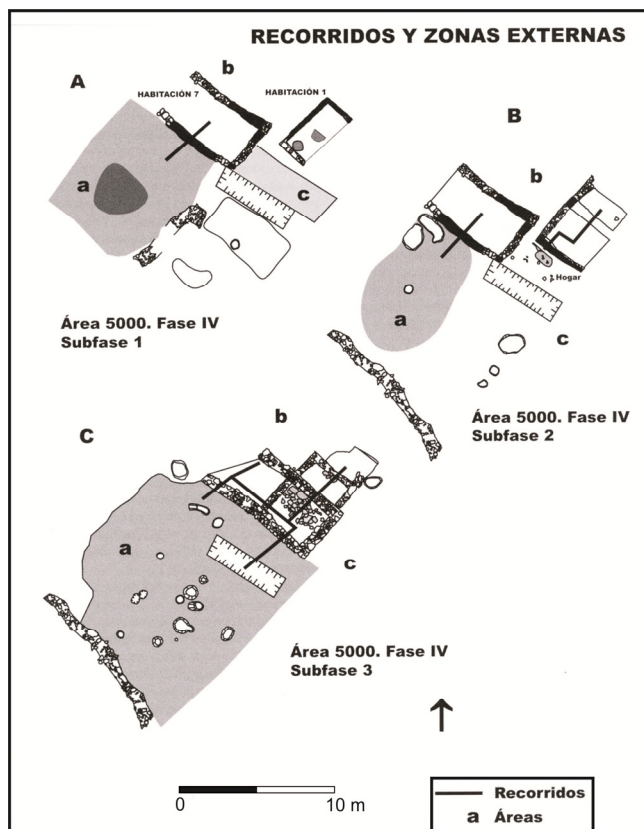 RECORRIDOS Y ZONAS EXTERNAS
A
b
HABITACIÓN 7
HABITACIÓN 1
a
c
Área 5000. Fase IV
Subfase 1
B
b
Hogar
a
c
Área 5000. Fase IV
Subfase 2
C
b
a
c
Área 5000. Fase IV
Subfase 3
0
10 m
Recorridos
a Áreas